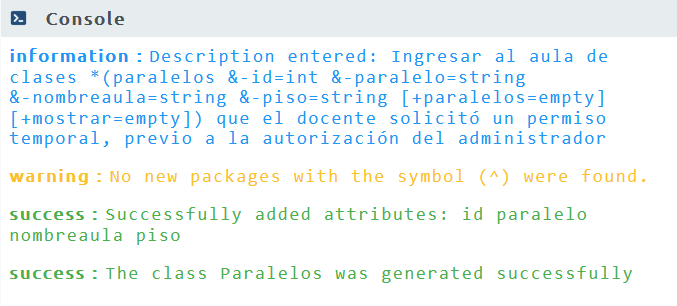 Console
information : Description entered: Ingresar al aula de
clases *(paralelos &-id=int &-paralelo=string
&-nombreaula=string &-piso=string [+paralelos=empty]
[+mostrar=empty]) que el docente solicitó un permiso
temporal, previo a la autorización del administrador
warning : No new packages with the symbol (^) were found.
success : Successfully added attributes: id paralelo
nombreaula piso
success : The class Paralelos was generated successfully